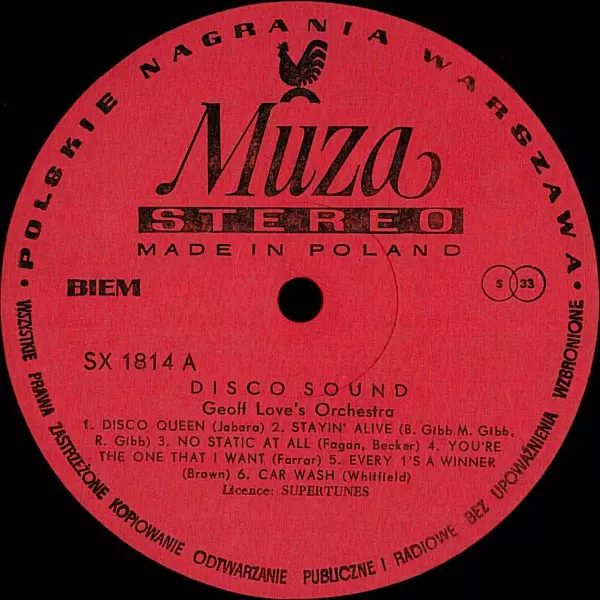 POLSKIE NAGRANIA WARSZAWA
Muza
STEREO
MADE IN POLAND
BIEM
S 33
SX 1814 A
DISCO SOUND
Geoff Love's Orchestra
1. DISCO QUEEN (Jabara) 2. STAYIN' ALIVE (B. Gibb M. Gibb,
R. Gibb) 3. NO STATIC AT ALL (Fagan, Becker) 4. YOU'RE
THE ONE THAT I WANT (Farrar) 5. EVERY 1'S A WINNER
(Brown) 6. CAR WASH (Whitfield)
Licence: SUPERTUNES
• WSZYSTKIE PRAWA ZASTRZEŻONE KOPIOWANIE ODTWARZANIE PUBLICZNE I RADIOWE BEZ UPOWAŻNIENIA WZBRONIONE •